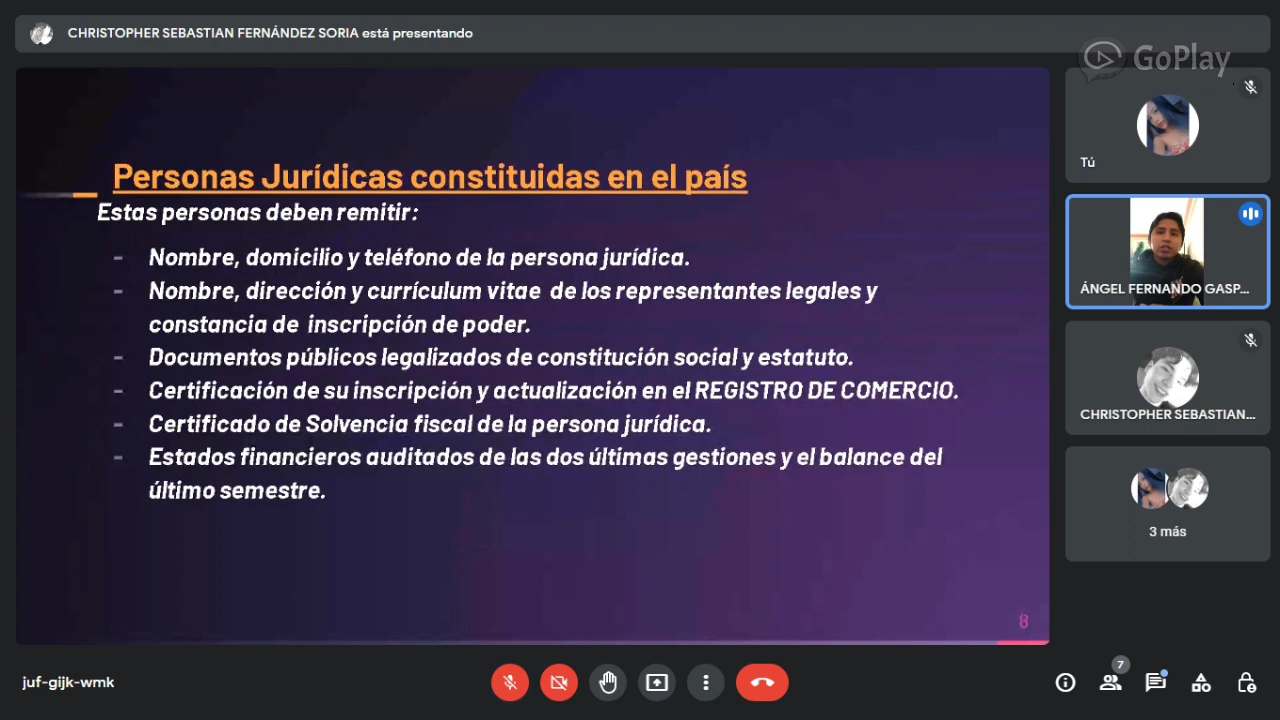 CHRISTOPHER SEBASTIAN FERNÁNDEZ SORIA está presentando
GoPlay
Tú
Personas Jurídicas constituidas en el país
Estas personas deben remitir:
- Nombre, domicilio y teléfono de la persona jurídica.
- Nombre, dirección y currículum vitae de los representantes legales y
constancia de inscripción de poder.
- Documentos públicos legalizados de constitución social y estatuto.
- Certificación de su inscripción y actualización en el REGISTRO DE COMERCIO.
- Certificado de Solvencia fiscal de la persona jurídica.
- Estados financieros auditados de las dos últimas gestiones y el balance del
último semestre.
8
ÁNGEL FERNANDO GASP...
CHRISTOPHER SEBASTIAN...
3 más
juf-gijk-wmk
7